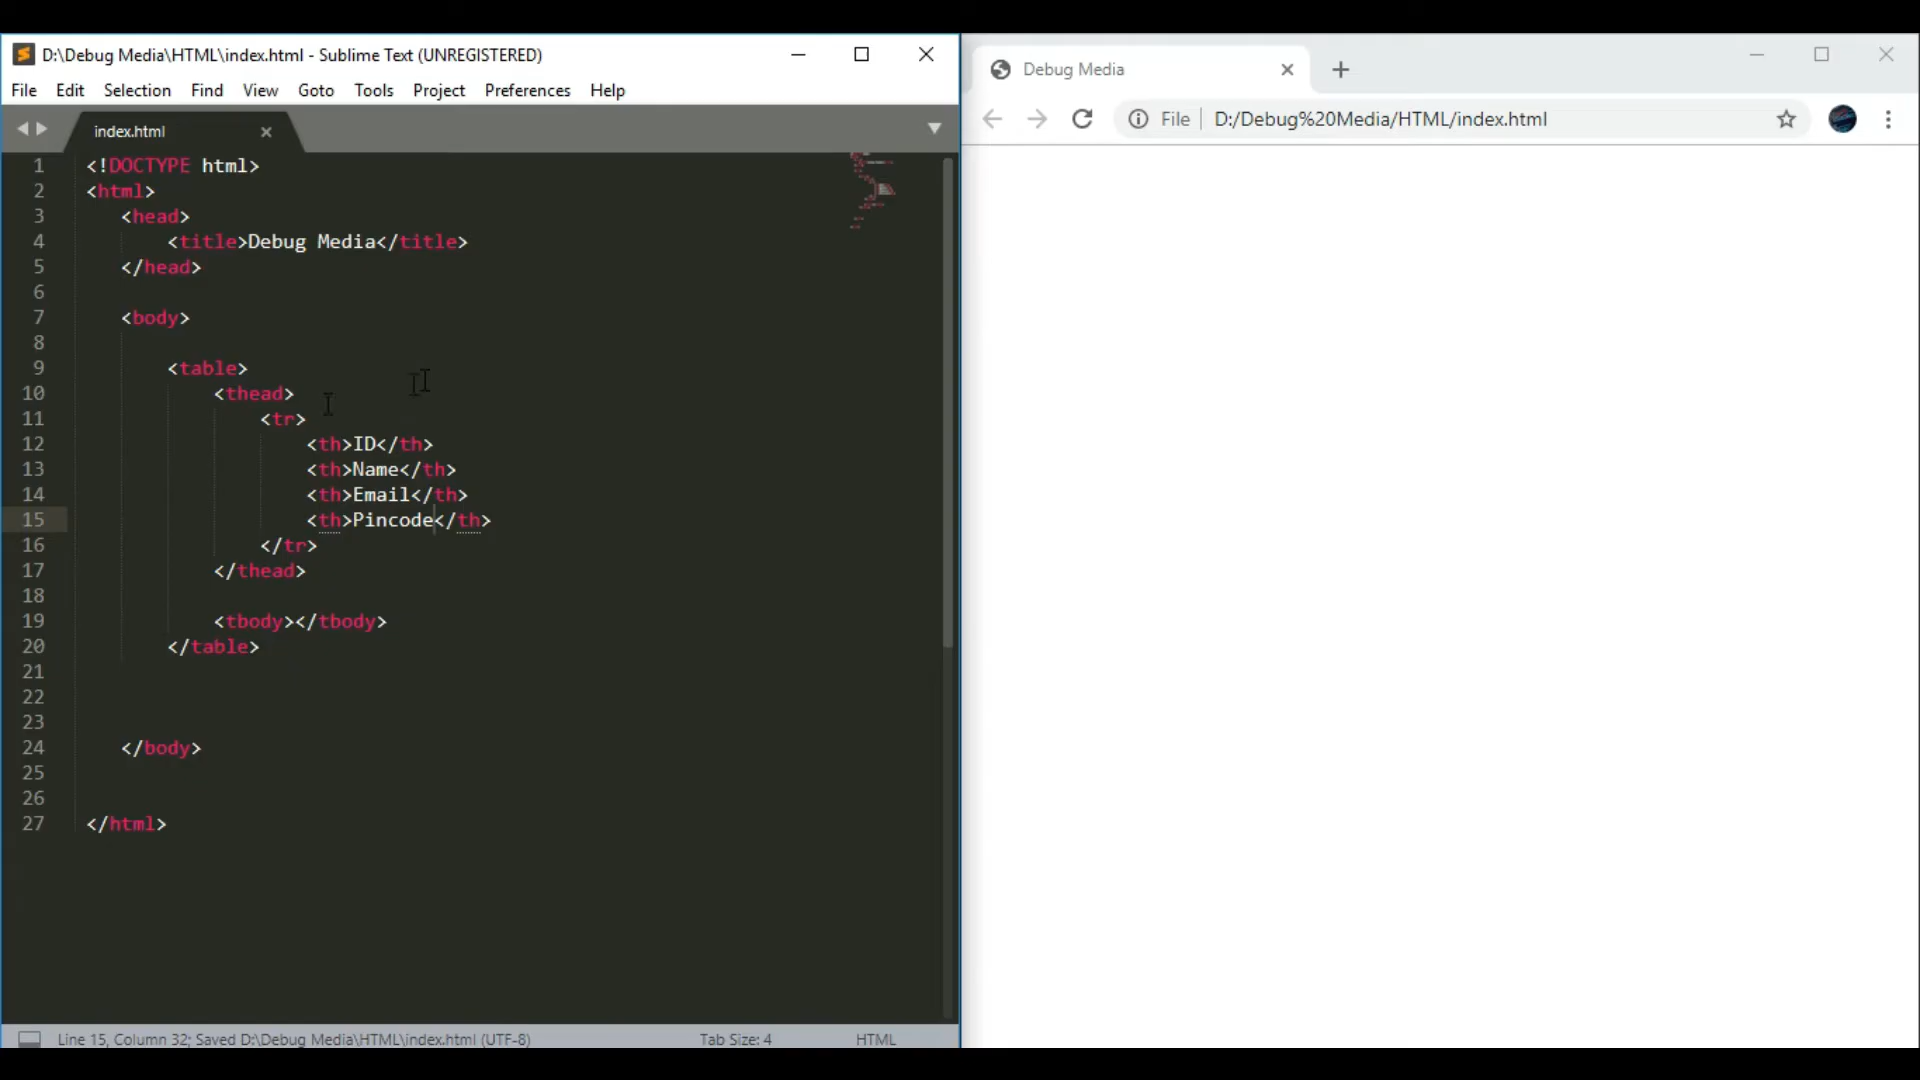 D:\Debug Media\HTML\index.html - Sublime Text (UNREGISTERED)
File Edit Selection Find View Goto Tools Project Preferences Help
index.html
1 <!DOCTYPE html>
2 <html>
3 <head>
4 <title>Debug Media</title>
5 </head>
6
7 <body>
8
9 <table>
10 <thead>
11 <tr>
12 <th>ID</th>
13 <th>Name</th>
14 <th>Email</th>
15 <th>Pincode</th>
16 </tr>
17 </thead>
18
19 <tbody></tbody>
20 </table>
21
22
23
24 </body>
25
26
27 </html>
Line 15, Column 32; Saved D:\Debug Media\HTML\index.html (UTF-8) Tab Size: 4 HTML
Debug Media
File D:/Debug%20Media/HTML/index.html